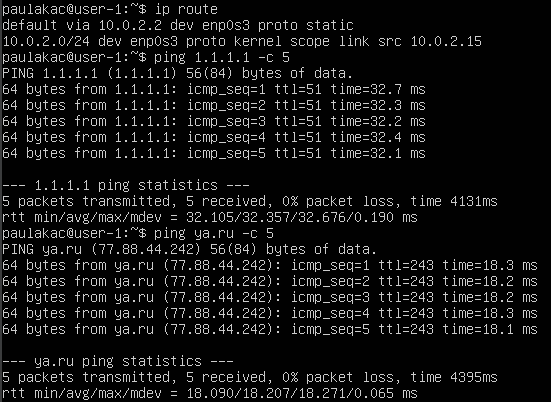 paulakac@user-1:~$ ip route
default via 10.0.2.2 dev enp0s3 proto static
10.0.2.0/24 dev enp0s3 proto kernel scope link src 10.0.2.15
paulakac@user-1:~$ ping 1.1.1.1 -c 5
PING 1.1.1.1 (1.1.1.1) 56(84) bytes of data.
64 bytes from 1.1.1.1: icmp_seq=1 ttl=51 time=32.7 ms
64 bytes from 1.1.1.1: icmp_seq=2 ttl=51 time=32.3 ms
64 bytes from 1.1.1.1: icmp_seq=3 ttl=51 time=32.2 ms
64 bytes from 1.1.1.1: icmp_seq=4 ttl=51 time=32.4 ms
64 bytes from 1.1.1.1: icmp_seq=5 ttl=51 time=32.1 ms
--- 1.1.1.1 ping statistics ---
5 packets transmitted, 5 received, 0% packet loss, time 4131ms
rtt min/avg/max/mdev = 32.105/32.357/32.676/0.190 ms
paulakac@user-1:~$ ping ya.ru -c 5
PING ya.ru (77.88.44.242) 56(84) bytes of data.
64 bytes from ya.ru (77.88.44.242): icmp_seq=1 ttl=243 time=18.3 ms
64 bytes from ya.ru (77.88.44.242): icmp_seq=2 ttl=243 time=18.2 ms
64 bytes from ya.ru (77.88.44.242): icmp_seq=3 ttl=243 time=18.2 ms
64 bytes from ya.ru (77.88.44.242): icmp_seq=4 ttl=243 time=18.3 ms
64 bytes from ya.ru (77.88.44.242): icmp_seq=5 ttl=243 time=18.1 ms
--- ya.ru ping statistics ---
5 packets transmitted, 5 received, 0% packet loss, time 4395ms
rtt min/avg/max/mdev = 18.090/18.207/18.271/0.065 ms